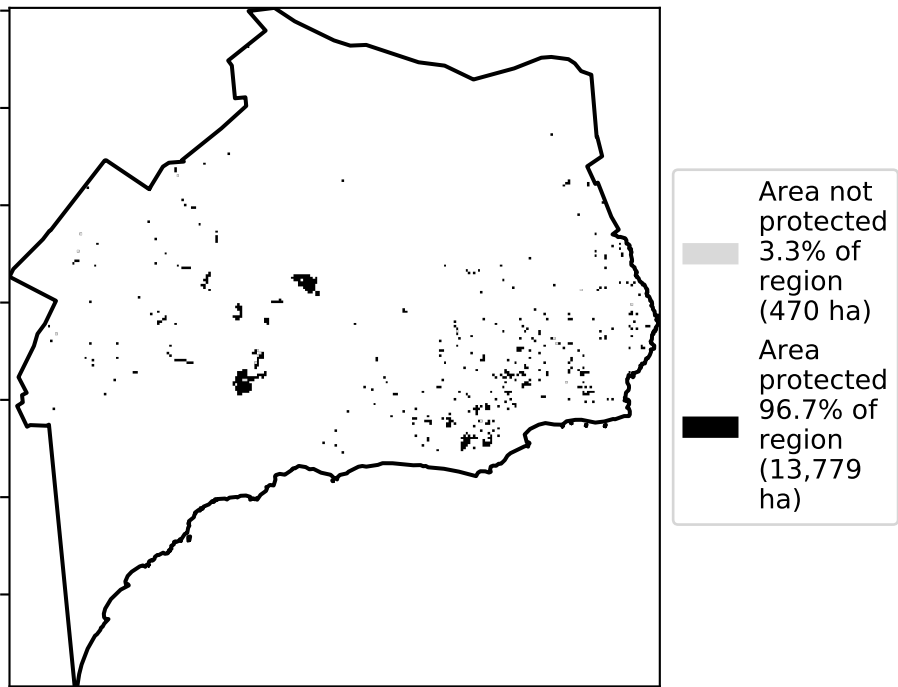 Area not
protected
3.3% of
region
(470 ha)
Area
protected
96.7% of
region
(13,779
ha)